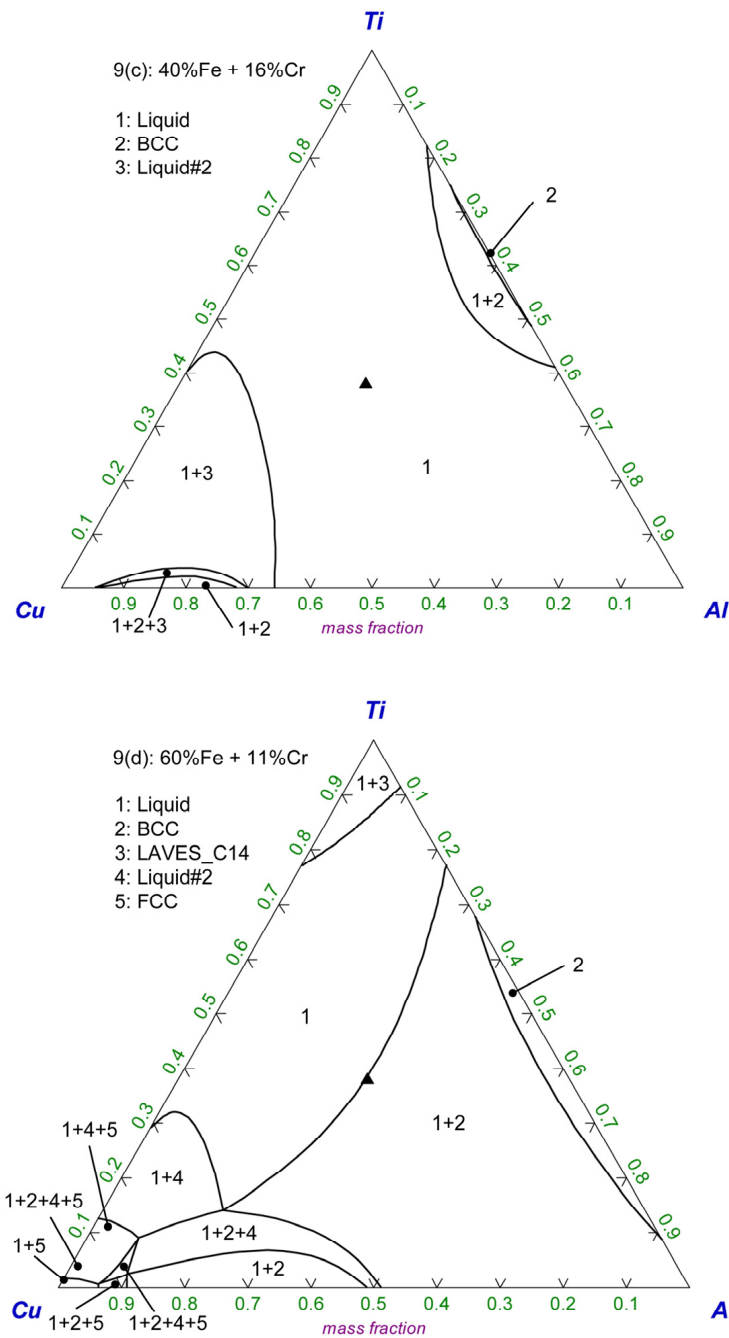 Ti
9(c): 40%Fe + 16%Cr
1: Liquid
2: BCC
3: Liquid#2
0.9
0.1
0.8
0.2
2
0.7
0.3
0.6
0.4
1+2
0.5
0.5
0.4
0.6
0.3
0.7
1+3
1
0.2
0.8
0.1
0.9
Cu
0.9 0.8 0.7 0.6 0.5 0.4 0.3 0.2 0.1
Al
1+2+3
1+2
mass fraction
Ti
9(d): 60%Fe + 11%Cr
1: Liquid
2: BCC
3: LAVES_C14
4: Liquid#2
5: FCC
1+3
0.9
0.1
0.8
0.2
0.7
0.3
0.6
0.4
2
0.5
0.5
1
0.4
0.6
0.3
0.7
1+4+5
1+2
0.2
0.8
1+4
1+2+4+5
0.1
0.9
1+2+4
1+5
1+2
Cu
0.9 0.8 0.7 0.6 0.5 0.4 0.3 0.2 0.1
A
1+2+5
1+2+4+5
mass fraction